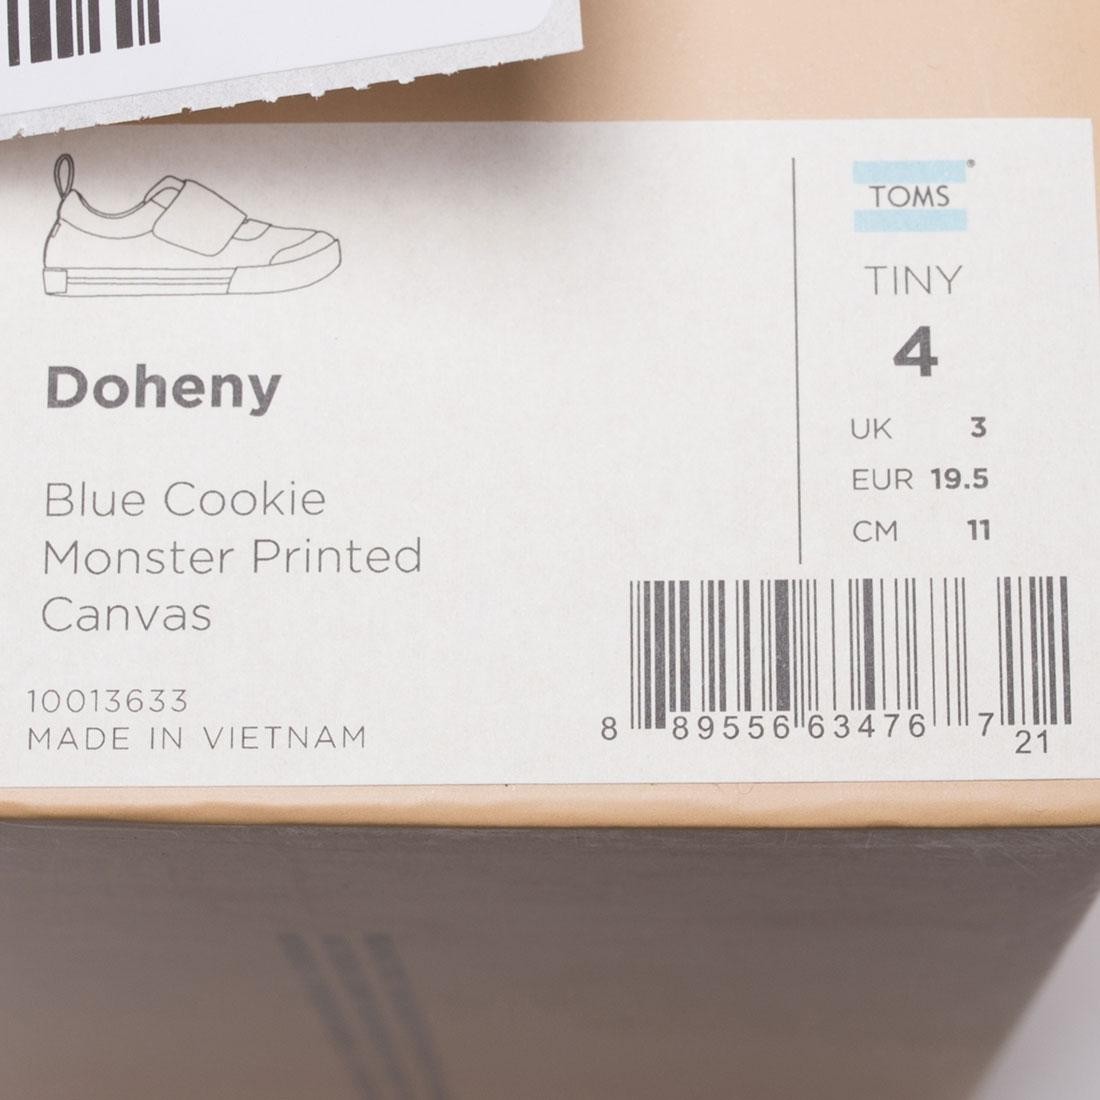 TOMS®
TINY
4
UK 3
EUR 19.5
CM 11
Doheny
Blue Cookie
Monster Printed
Canvas
10013633
MADE IN VIETNAM
8 89556 63476 7
21